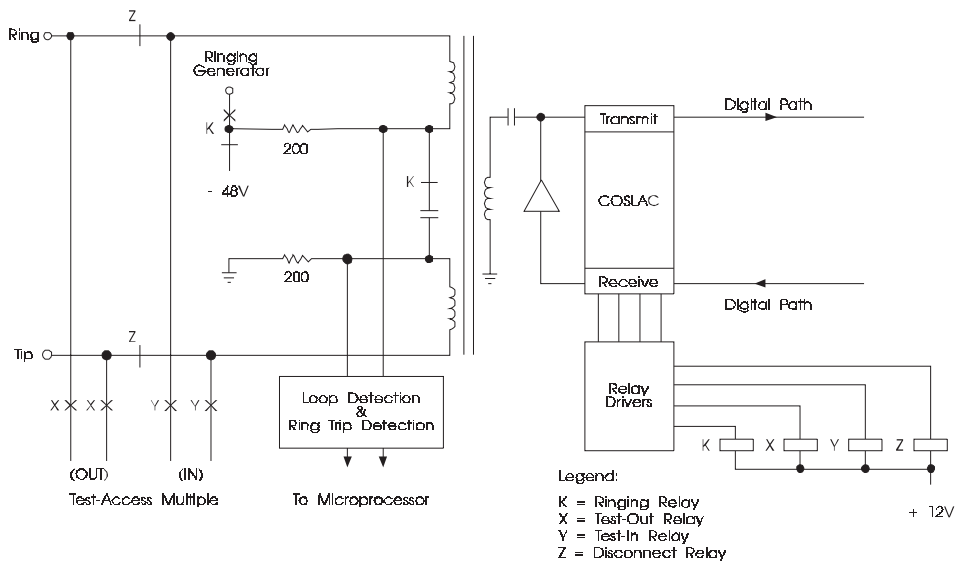 Z
Ring
Ringing
Generator
K
200
- 48V
K
200
Z
Tip
Transmit
Digital Path
COSLAC
Receive
Digital Path
Relay
Drivers
Loop Detection
&
Ring Trip Detection
X X Y Y
K X Y Z
(OUT) (IN)
Test-Access Multiple
To Microprocessor
+ 12V
Legend:
K = Ringing Relay
X = Test-Out Relay
Y = Test-In Relay
Z = Disconnect Relay